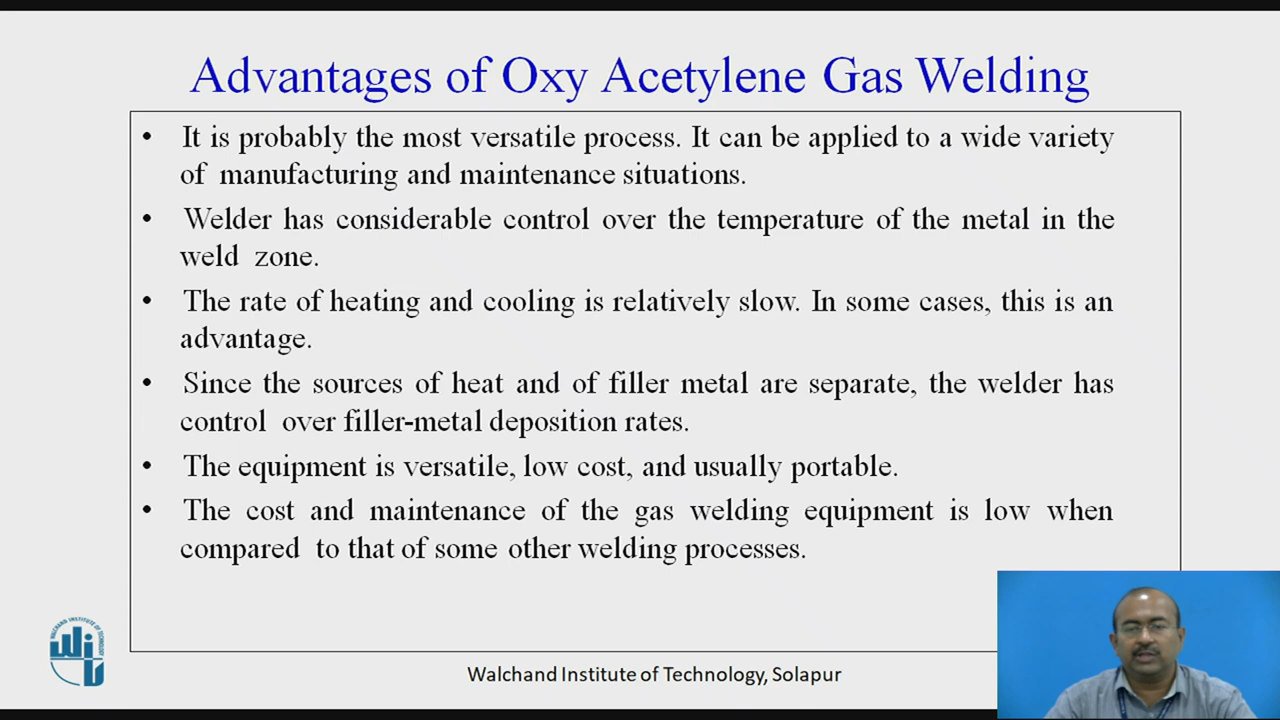 Advantages of Oxy Acetylene Gas Welding
• It is probably the most versatile process. It can be applied to a wide variety
of manufacturing and maintenance situations.
• Welder has considerable control over the temperature of the metal in the
weld zone.
• The rate of heating and cooling is relatively slow. In some cases, this is an
advantage.
• Since the sources of heat and of filler metal are separate, the welder has
control over filler-metal deposition rates.
• The equipment is versatile, low cost, and usually portable.
• The cost and maintenance of the gas welding equipment is low when
compared to that of some other welding processes.
WALCHAND INSTITUTE OF TECHNOLOGY
Walchand Institute of Technology, Solapur